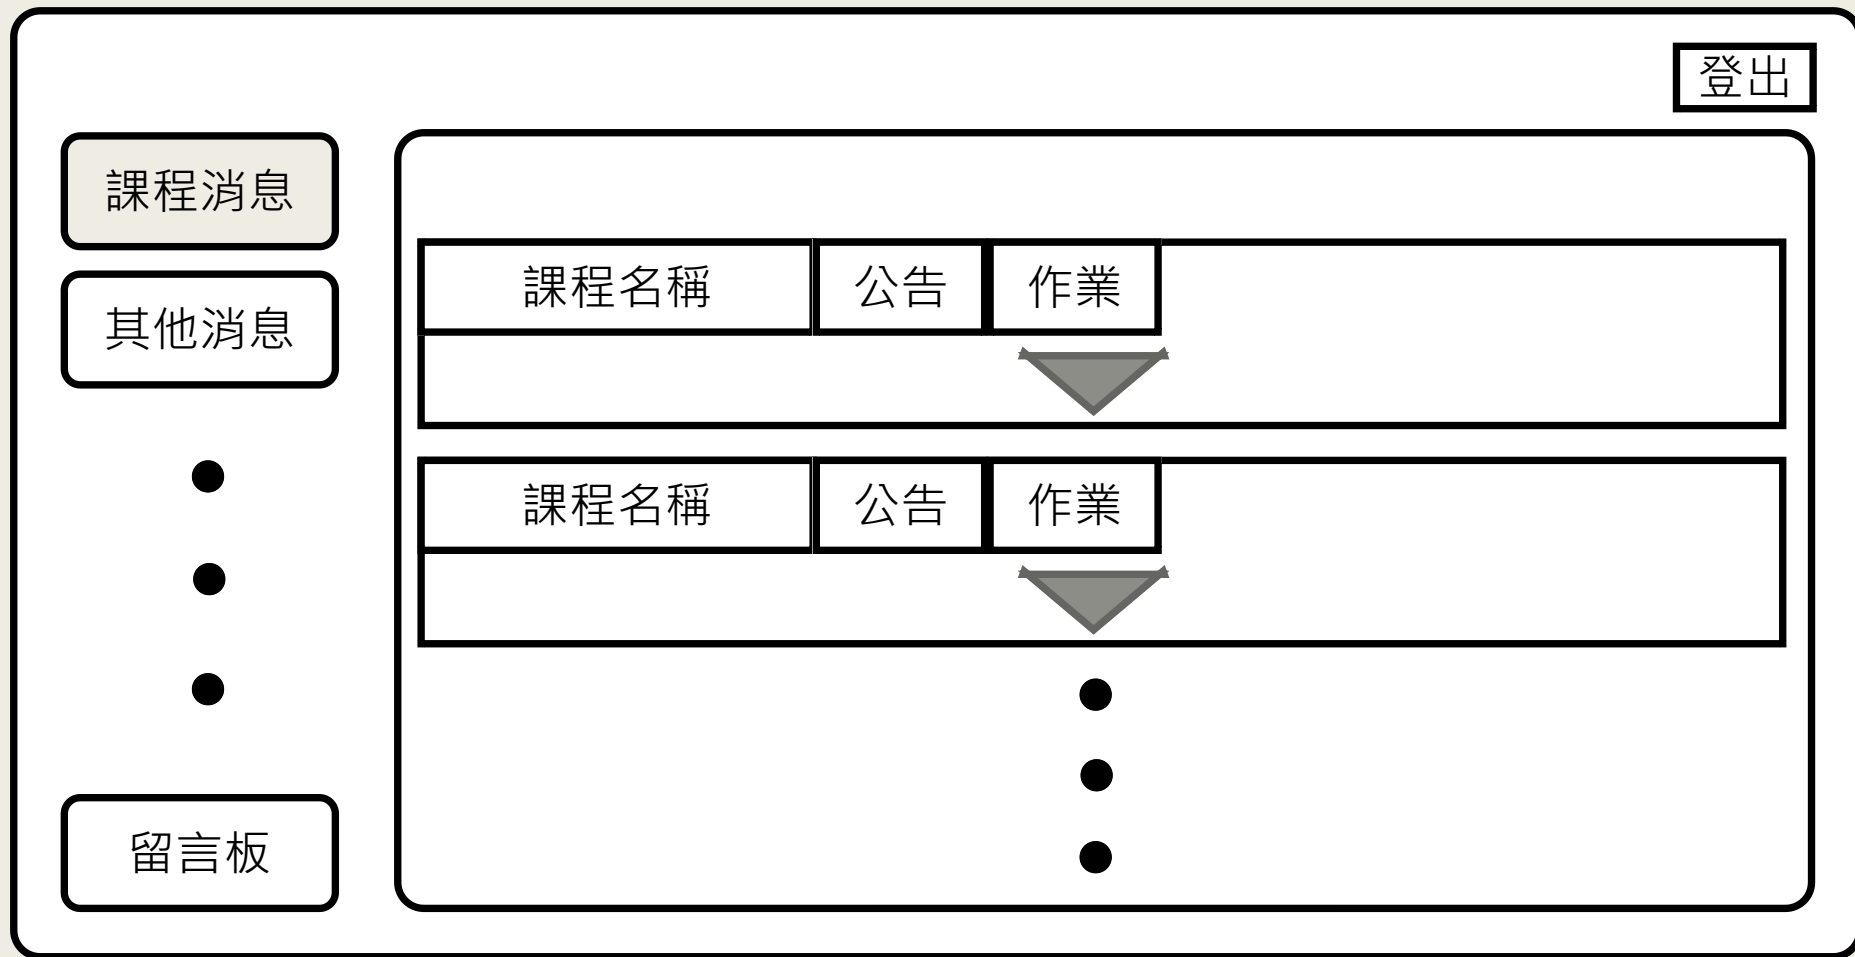 登出
課程消息
其他消息
留言板
課程名稱 公告 作業
課程名稱 公告 作業